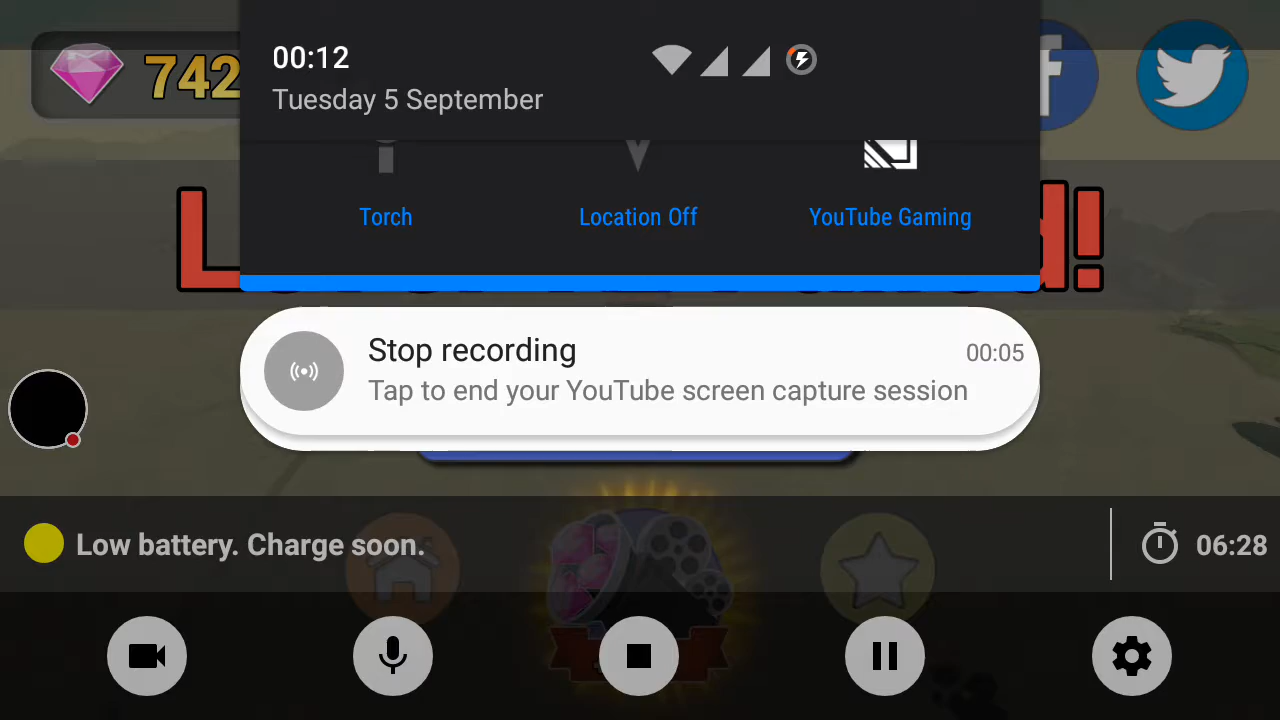 742
00:12
Tuesday 5 September
Torch
Location Off
YouTube Gaming
Stop recording
00:05
Tap to end your YouTube screen capture session
Low battery. Charge soon.
06:28